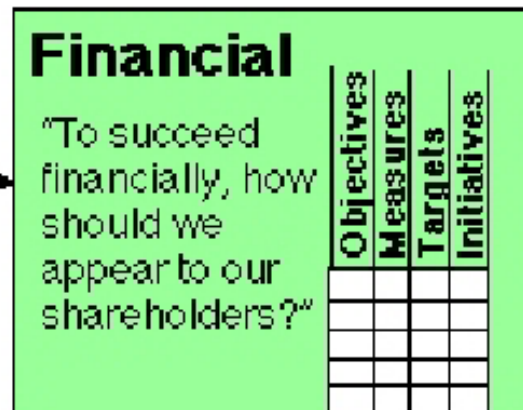 Financial
"To succeed
financially, how
should we
appear to our
shareholders?"
Objectives
Measures
Targets
Initiatives